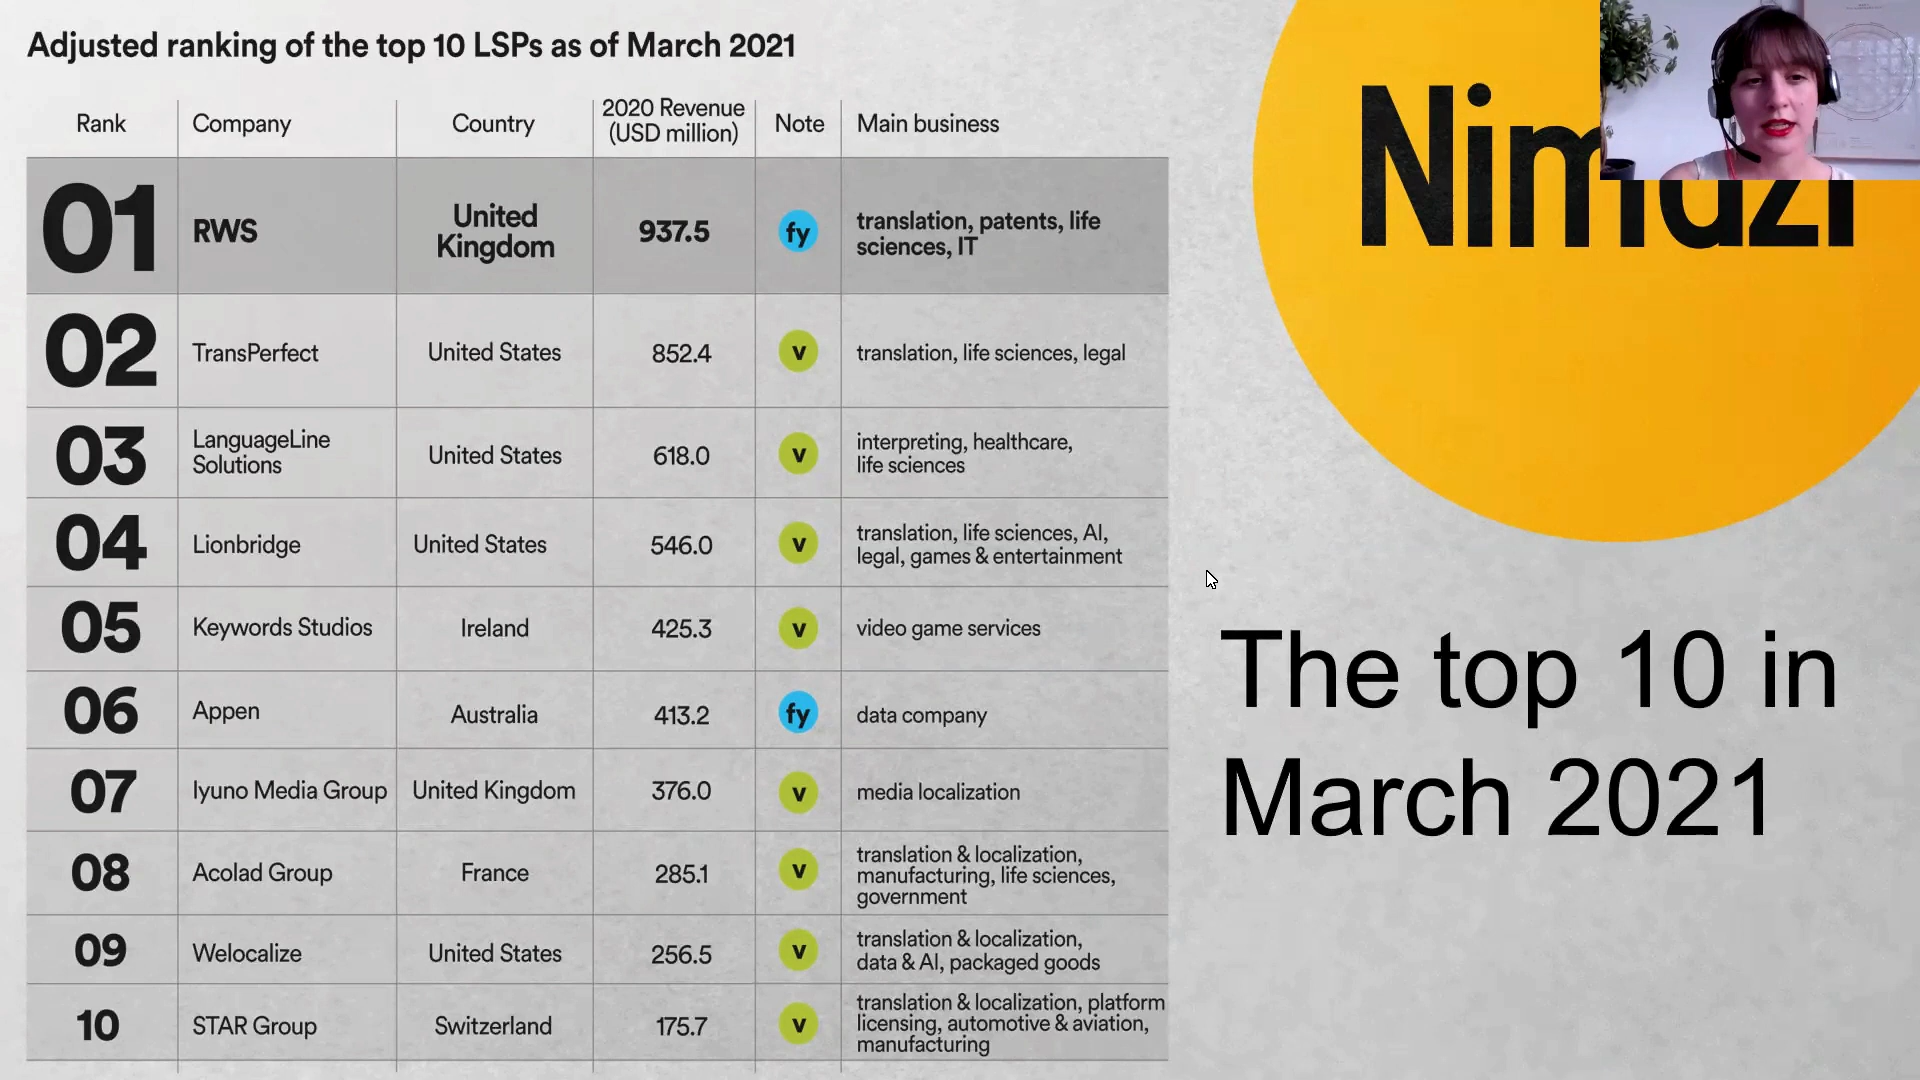 Adjusted ranking of the top 10 LSPs as of March 2021
Rank
Company
Country
2020 Revenue
(USD million)
Note
Main business
01
RWS
United
Kingdom
937.5
fy
translation, patents, life
sciences, IT
02
TransPerfect
United States
852.4
v
translation, life sciences, legal
03
LanguageLine
Solutions
United States
618.0
v
interpreting, healthcare,
life sciences
04
Lionbridge
United States
546.0
v
translation, life sciences, AI,
legal, games & entertainment
05
Keywords Studios
Ireland
425.3
v
video game services
06
Appen
Australia
413.2
fy
data company
07
Iyuno Media Group
United Kingdom
376.0
v
media localization
08
Acolad Group
France
285.1
v
translation & localization,
manufacturing, life sciences,
government
09
Welocalize
United States
256.5
v
translation & localization,
data & AI, packaged goods
10
STAR Group
Switzerland
175.7
v
translation & localization, platform
licensing, automotive & aviation,
manufacturing
Nimdzi
The top 10 in
March 2021